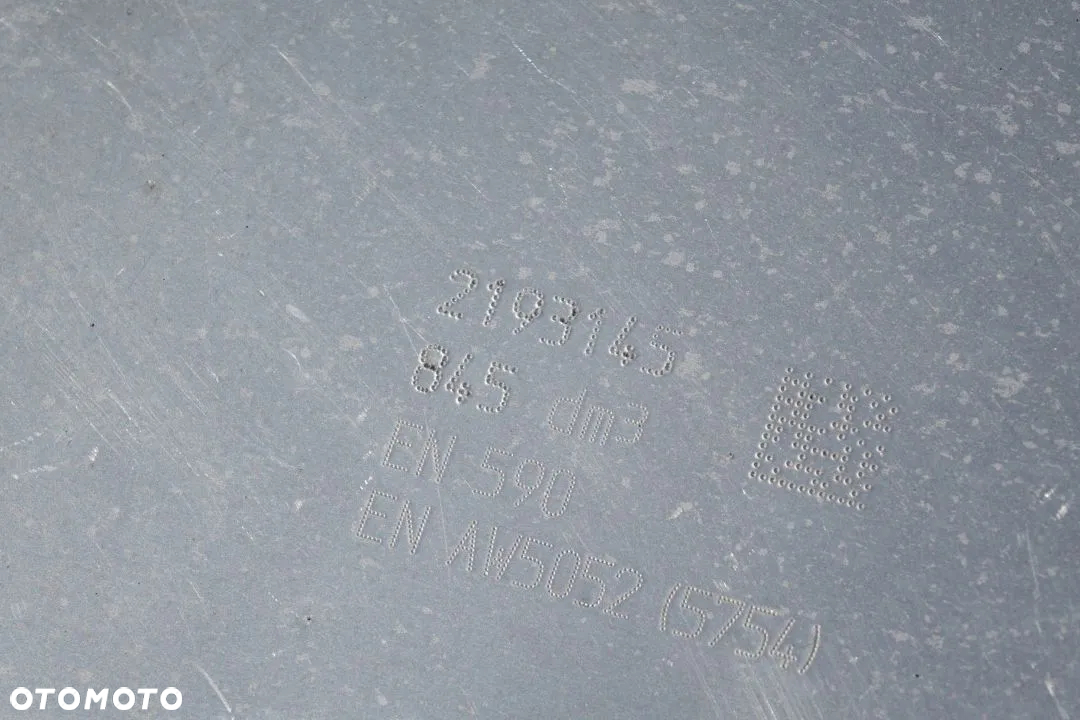 2193145
845 dm3
EN 590
EN AW5052 (5754)
OTOMOTO